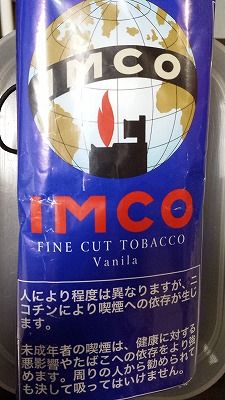 IMCO
IMCO
FINE CUT TOBACCO
Vanila
人により程度は異なりますが、ニ
コチンにより喫煙への依存が生じ
ます。
未成年者の喫煙は、健康に対する
悪影響やたばこへの依存をより強
めます。周りの人から勧められて
も決して吸ってはいけません。